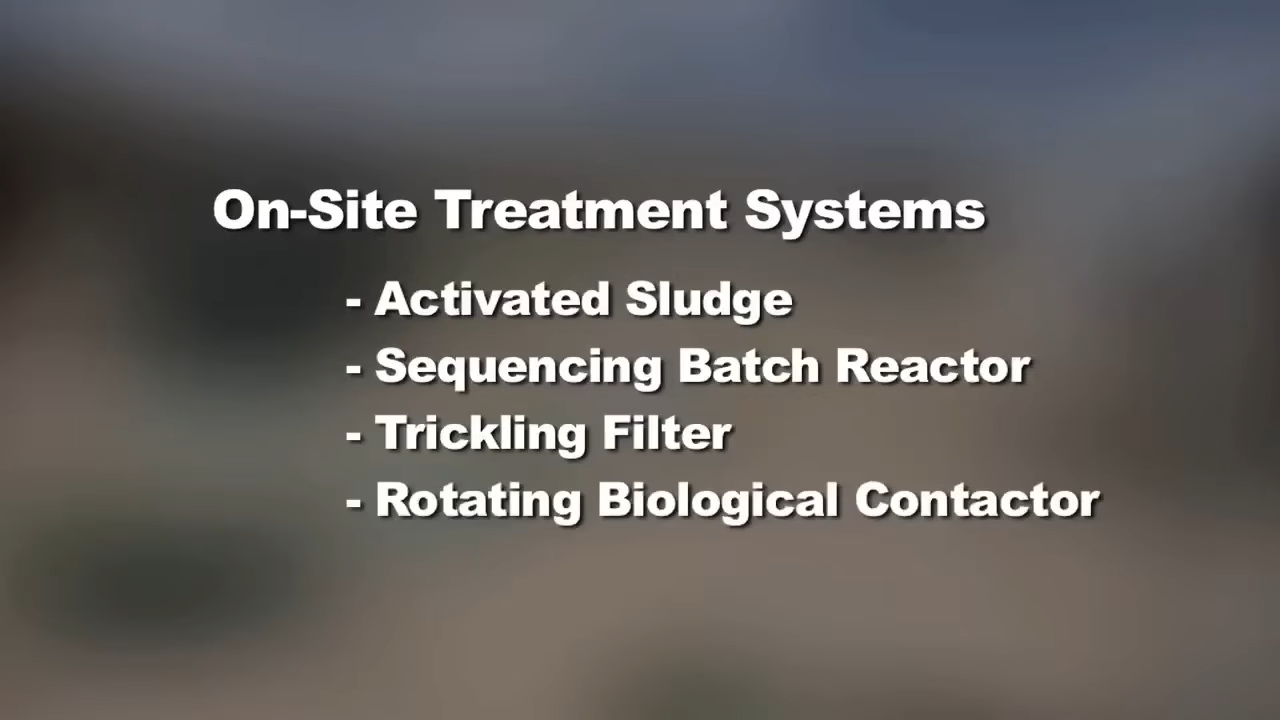 On-Site Treatment Systems
- Activated Sludge
- Sequencing Batch Reactor
- Trickling Filter
- Rotating Biological Contactor